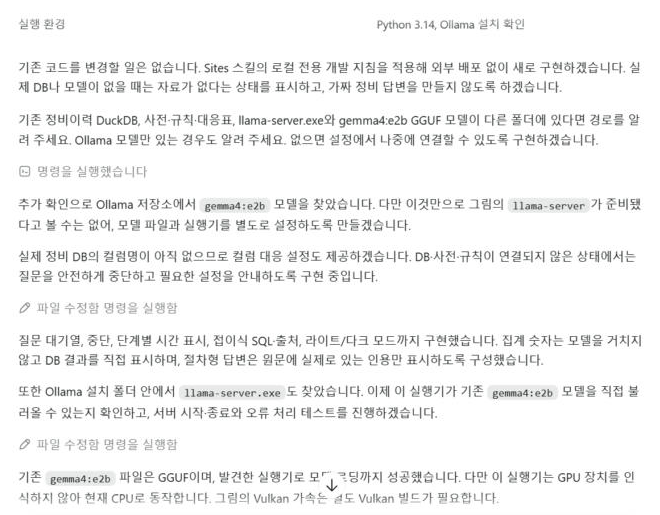 실행 환경 Python 3.14, Ollama 설치 확인
기존 코드를 변경할 일은 없습니다. Sites 스킬의 로컬 전용 개발 지침을 적용해 외부 배포 없이 새로 구현하겠습니다. 실
제 DB나 모델이 없을 때는 자료가 없다는 상태를 표시하고, 가짜 정비 답변을 만들지 않도록 하겠습니다.
기존 정비이력 DuckDB, 사전·규칙·대응표, llama-server.exe와 gemma4:e2b GGUF 모델이 다른 폴더에 있다면 경로를 알
려 주세요. Ollama 모델만 있는 경우도 알려 주세요. 없으면 설정에서 나중에 연결할 수 있도록 구현하겠습니다.
명령을 실행했습니다
추가 확인으로 Ollama 저장소에서 gemma4:e2b 모델을 찾았습니다. 다만 이것만으로 그림의 llama-server 가 준비됐
다고 볼 수는 없어, 모델 파일과 실행기를 별도로 설정하도록 만들겠습니다.
실제 정비 DB의 컬럼명이 아직 없으므로 컬럼 대응 설정도 제공하겠습니다. DB·사전·규칙이 연결되지 않은 상태에서는
질문을 안전하게 중단하고 필요한 설정을 안내하도록 구현 중입니다.
파일 수정함 명령을 실행함
질문 대기열, 중단, 단계별 시간 표시, 접이식 SQL·출처, 라이트/다크 모드까지 구현했습니다. 집계 숫자는 모델을 거치지
않고 DB 결과를 직접 표시하며, 절차형 답변은 원문에 실제로 있는 인용만 표시하도록 구성했습니다.
또한 Ollama 설치 폴더 안에서 llama-server.exe 도 찾았습니다. 이제 이 실행기가 기존 gemma4:e2b 모델을 직접 불
러올 수 있는지 확인하고, 서버 시작·종료와 오류 처리 테스트를 진행하겠습니다.
파일 수정함 명령을 실행함
기존 gemma4:e2b 파일은 GGUF이며, 발견한 실행기로 로딩까지 성공했습니다. 다만 이 실행기는 GPU 장치를 인
식하지 않아 현재 CPU로 동작합니다. 그림의 Vulkan 가속은 별도 Vulkan 빌드가 필요합니다.